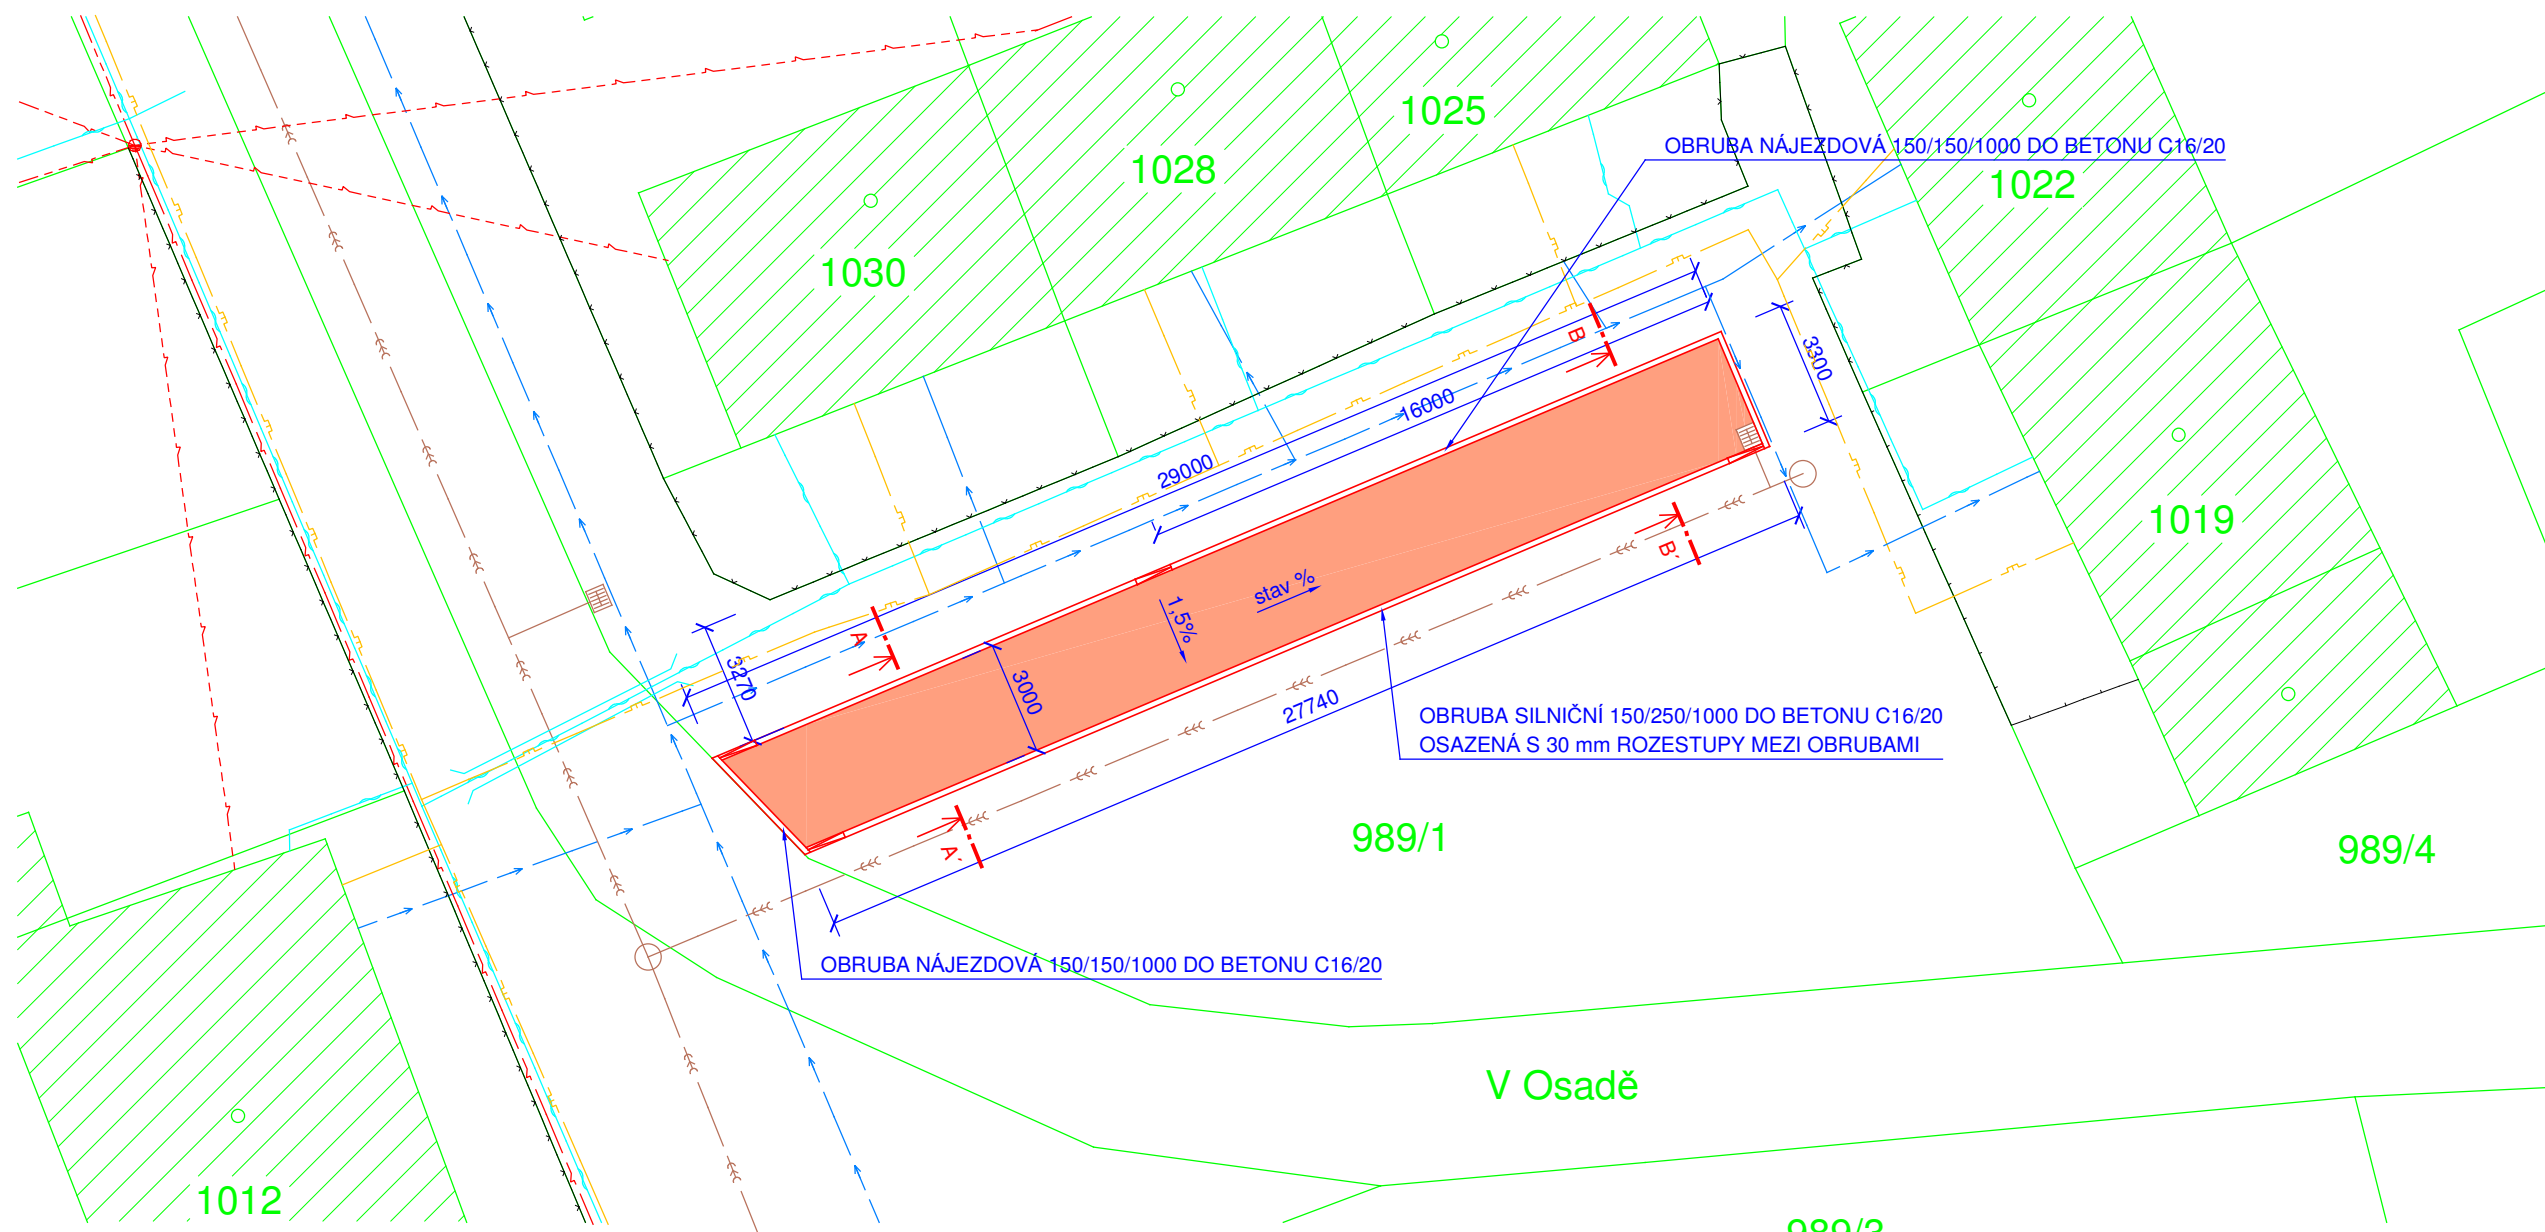 1025
OBRUBA NÁJEZDOVÁ 150/150/1000 DO BETONU C16/20
1028
1022
1030
B
3300
16000
29000
1019
B´
stav %
1,5%
A
3270
3000
27740
OBRUBA SILNIČNÍ 150/250/1000 DO BETONU C16/20
OSAZENÁ S 30 mm ROZESTUPY MEZI OBRUBAMI
A´
989/1
989/4
OBRUBA NÁJEZDOVÁ 150/150/1000 DO BETONU C16/20
V Osadě
1012